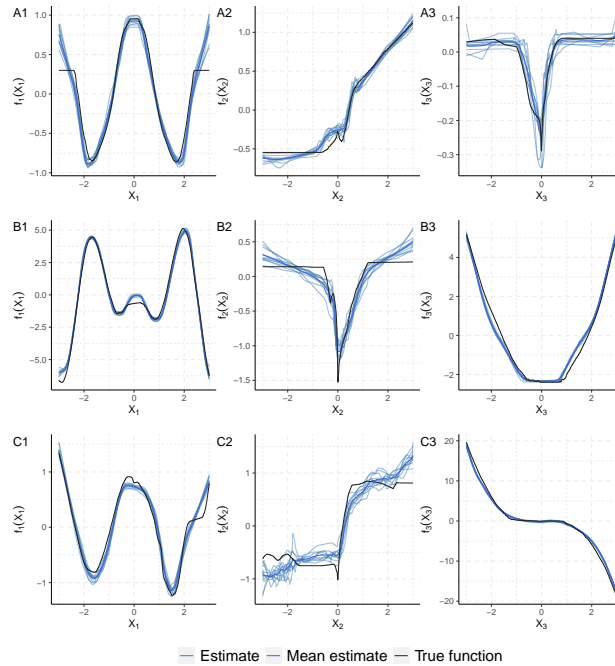 A1
A2
A3
1.0
0.5
0.0
−0.5
−1.0
f1(X1)
−2
0
2
X1
1.0
0.5
0.0
−0.5
f2(X2)
−2
0
2
X2
0.0
−0.1
−0.2
−0.3
f3(X3)
−2
0
2
X3
B1
B2
B3
5.0
2.5
0.0
−2.5
−5.0
f1(X1)
−2
0
2
X1
0.5
0.0
−0.5
−1.0
−1.5
f2(X2)
−2
0
2
X2
4
2
0
−2
f3(X3)
−2
0
2
X3
C1
C2
C3
1
0
−1
f1(X1)
−2
0
2
X1
1
0
−1
f2(X2)
−2
0
2
X2
20
10
0
−10
−20
f3(X3)
−2
0
2
X3
Estimate
Mean estimate
True function